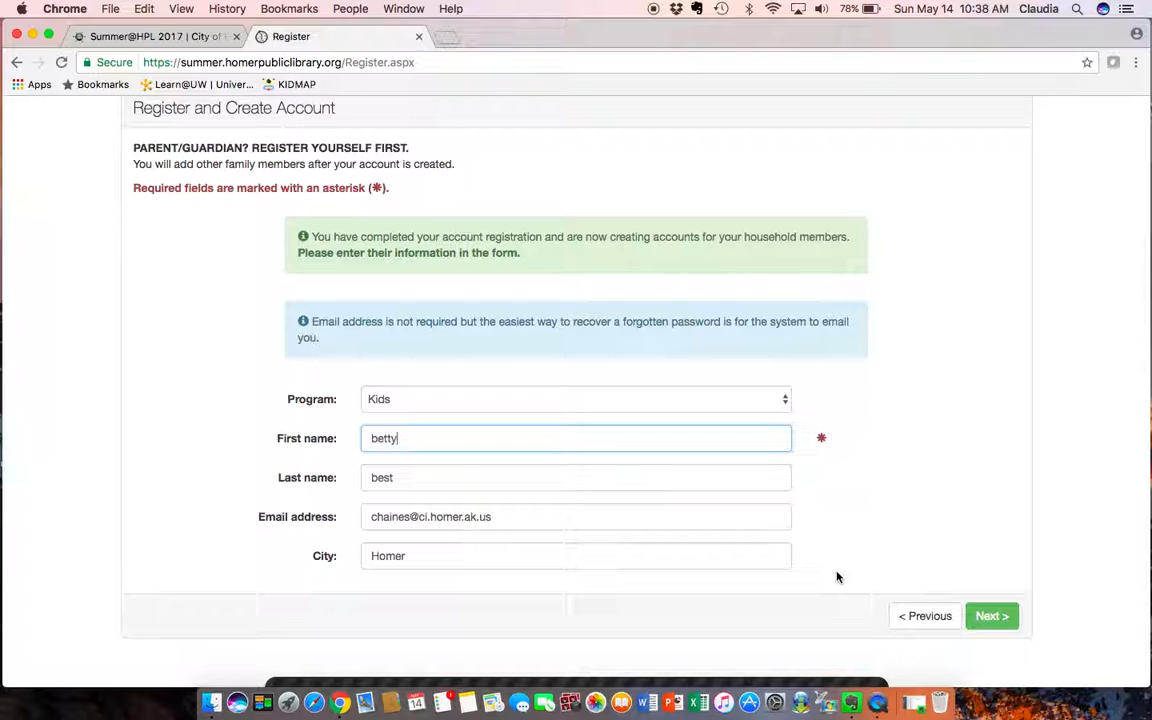 Chrome File Edit View History Bookmarks People Window Help 78% Sun May 14 10:38 AM Claudia
Summer@HPL 2017 | City of Register
Secure https://summer.homerpubliclibrary.org/Register.aspx
Apps Bookmarks Learn@UW | Univer... KIDMAP
Register and Create Account
PARENT/GUARDIAN? REGISTER YOURSELF FIRST.
You will add other family members after your account is created.
Required fields are marked with an asterisk (*).
You have completed your account registration and are now creating accounts for your household members.
Please enter their information in the form.
Email address is not required but the easiest way to recover a forgotten password is for the system to email
you.
Program: Kids
First name: betty *
Last name: best
Email address: chaines@ci.homer.ak.us
City: Homer
< Previous Next >